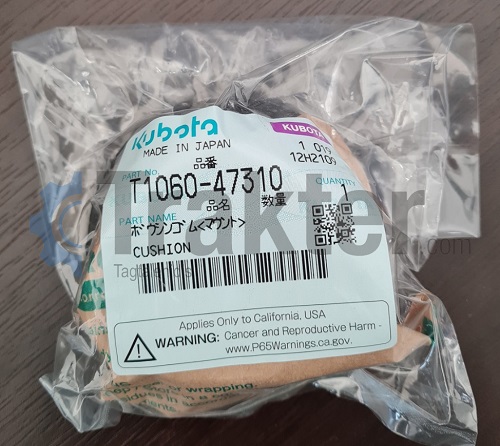 Kubota
KUBOTA
MADE IN JAPAN
1 019
12H2109
PART No. 品番
T1060-47310
品名 数量 QUANTITY
1
PART NAME
ボウシンゴム<マウント>
CUSHION
Trakter
Applies Only to California, USA
WARNING: Cancer and Reproductive Harm -
www.P65Warnings.ca.gov.
wrapping.